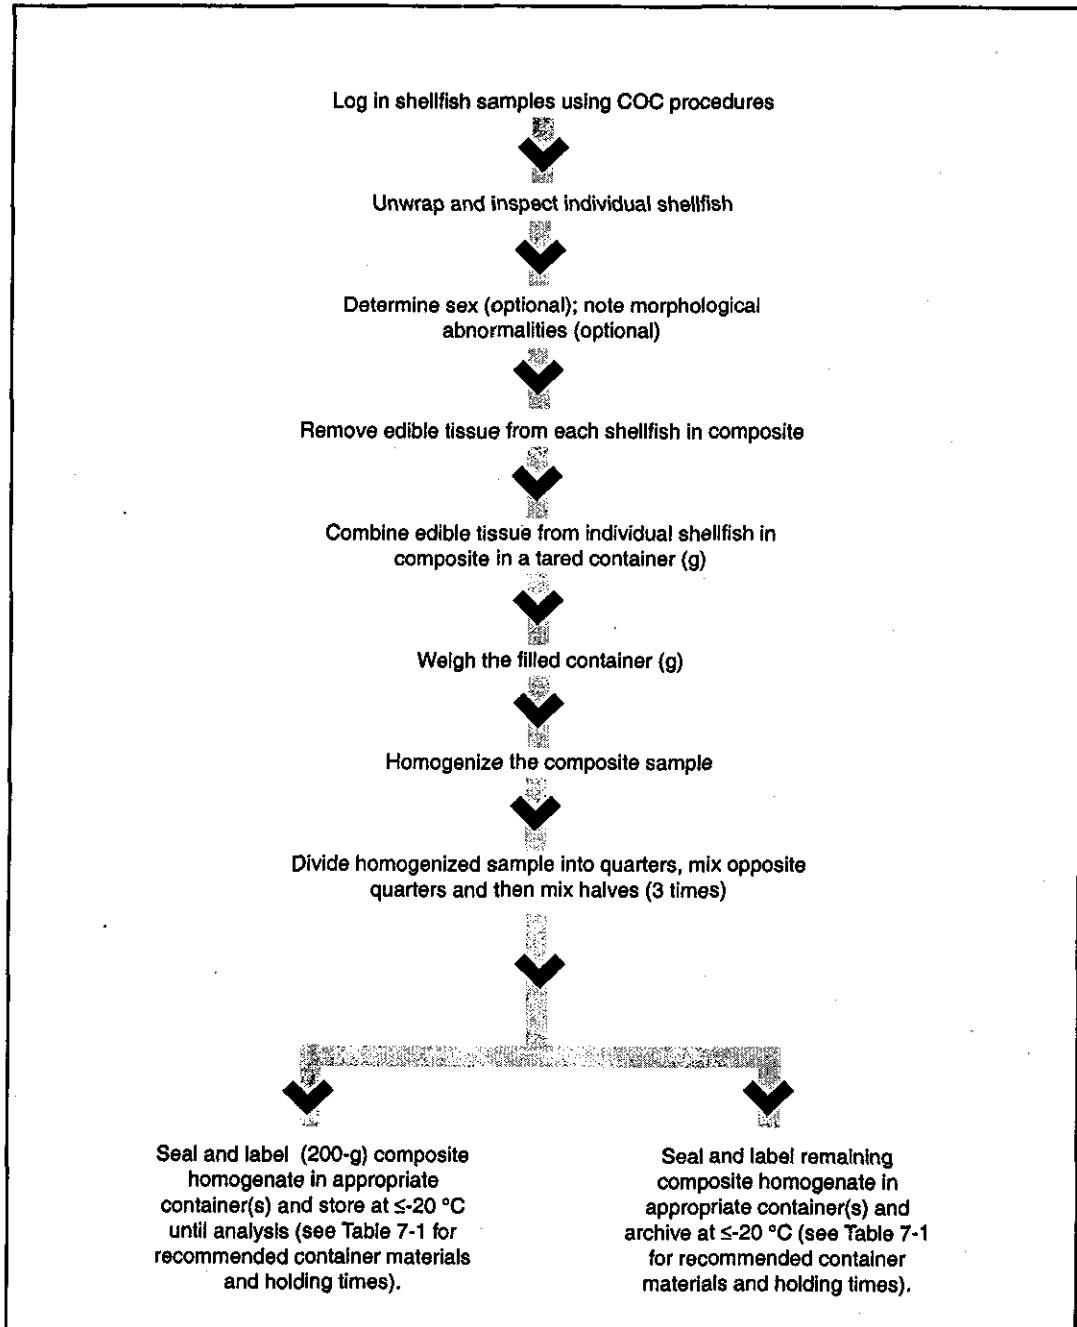 Log in shellfish samples using COC procedures
Unwrap and inspect individual shellfish
Determine sex (optional); note morphological
abnormalities (optional)
Remove edible tissue from each shellfish in composite
Combine edible tissue from individual shellfish in
composite in a tared container (g)
Weigh the filled container (g)
Homogenize the composite sample
Divide homogenized sample into quarters, mix opposite
quarters and then mix halves (3 times)
Seal and label (200-g) composite
homogenate in appropriate
container(s) and store at ≤-20 °C
until analysis (see Table 7-1 for
recommended container materials
and holding times).
Seal and label remaining
composite homogenate in
appropriate container(s) and
archive at ≤-20 °C (see Table 7-1
for recommended container
materials and holding times).